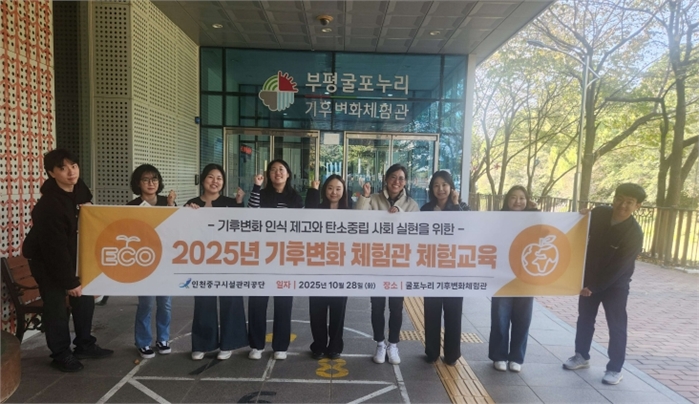 부평굴포누리
기후변화체험관
- 기후변화 인식 제고와 탄소중립 사회 실현을 위한 -
ECO
2025년 기후변화 체험관 체험교육
인천중구시설관리공단 일자 | 2025년 10월 28일 (화) 장소 | 굴포누리 기후변화체험관